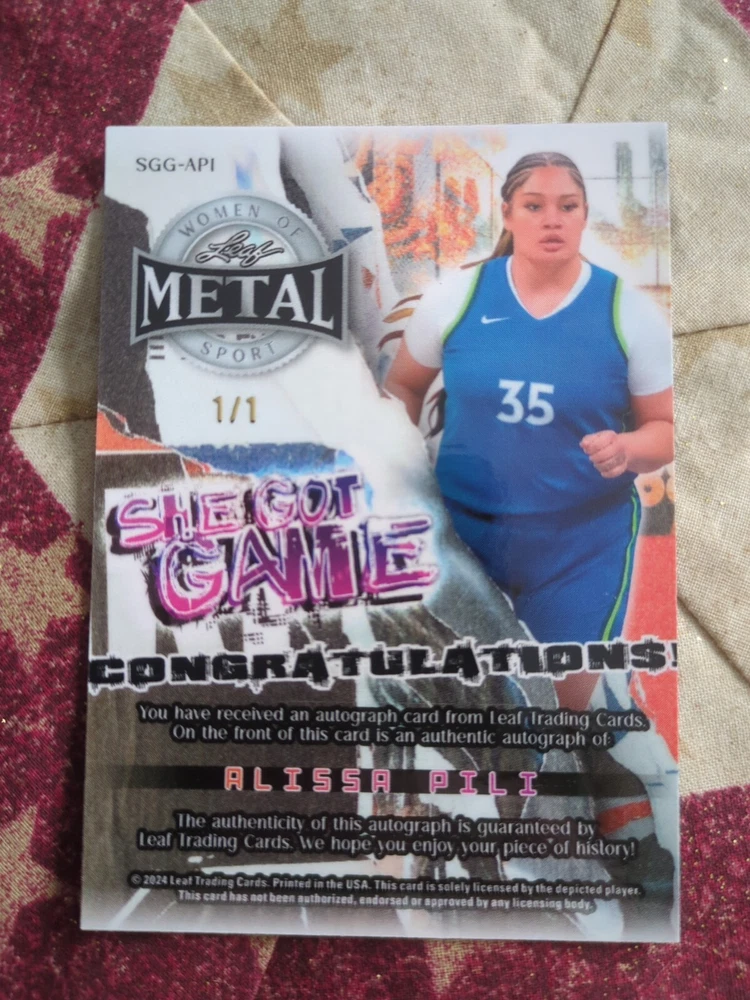 SGG-AP1
WOMEN OF
Leaf
METAL
SPORT
1/1
35
SHE GOT
GAME
CONGRATULATIONS!
You have received an autograph card from Leaf Trading Cards.
On the front of this card is an authentic autograph of:
ALISSA PILI
The authenticity of this autograph is guaranteed by
Leaf Trading Cards. We hope you enjoy your piece of history!
© 2024 Leaf Trading Cards. Printed in the USA. This card is solely licensed by the depicted player.
This card has not been authorized, endorsed or approved by any licensing body.